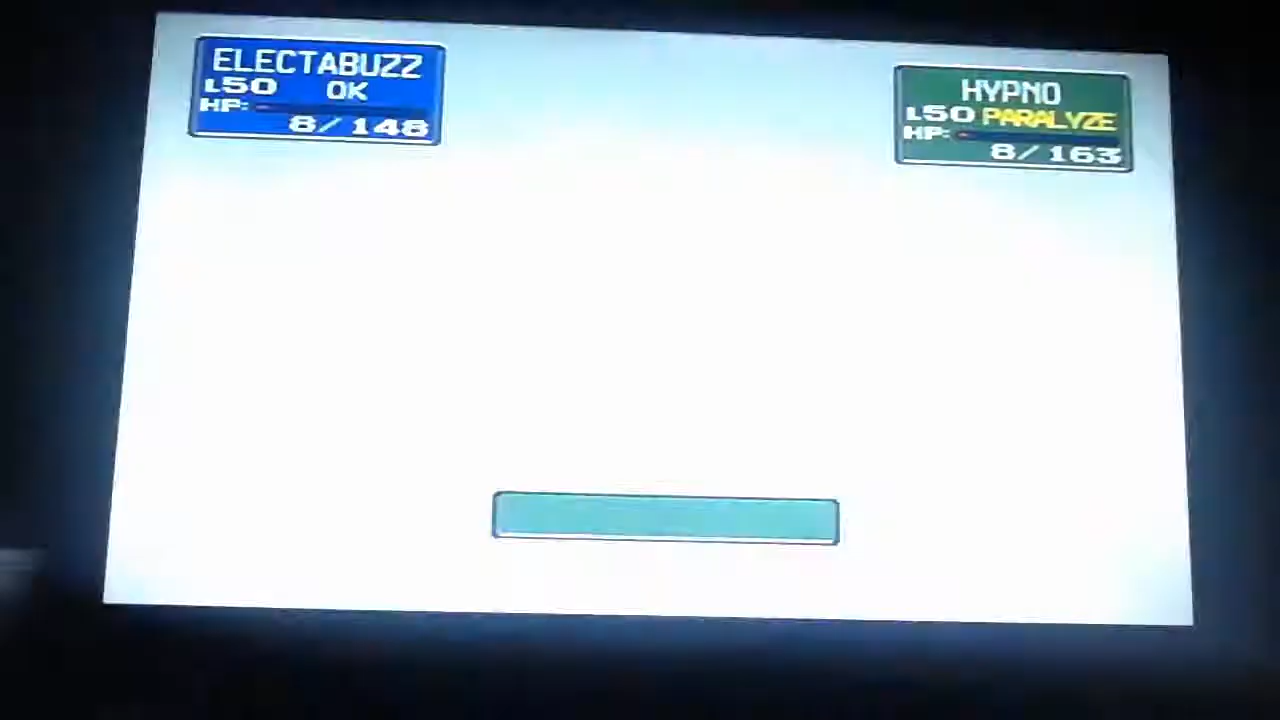 ELECTABUZZ
L50 OK
HP:
8/148
HYPNO
L50 PARALYZE
HP:
8/163